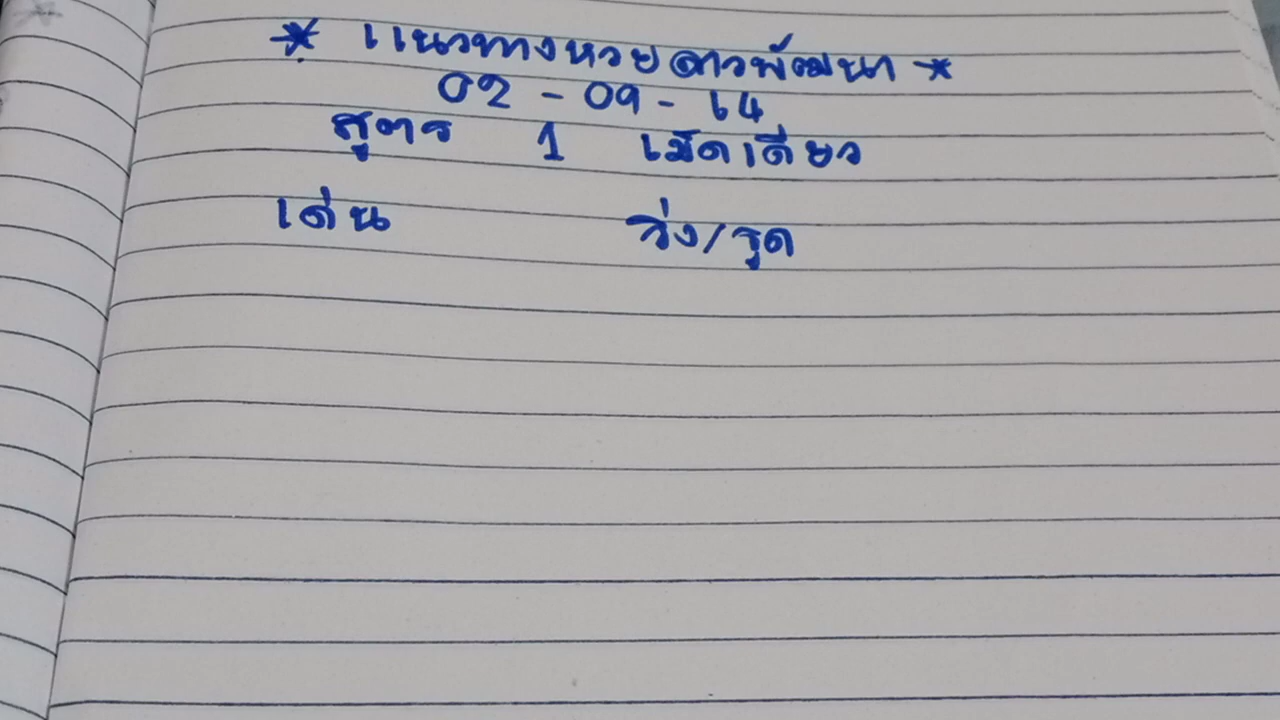 * แนวทางหวยลาวพัฒนา *
02 - 09 - 64
สูตร 1 เม็ดเดียว
เด่น วิ่ง/รูด